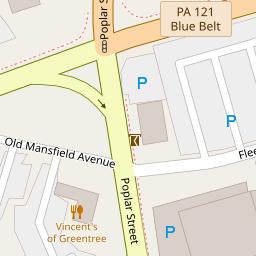 Poplar S
PA 121
Blue Belt
P
P
Old Mansfield Avenue
Flee
Poplar Street
Vincent's
of Greentree
P